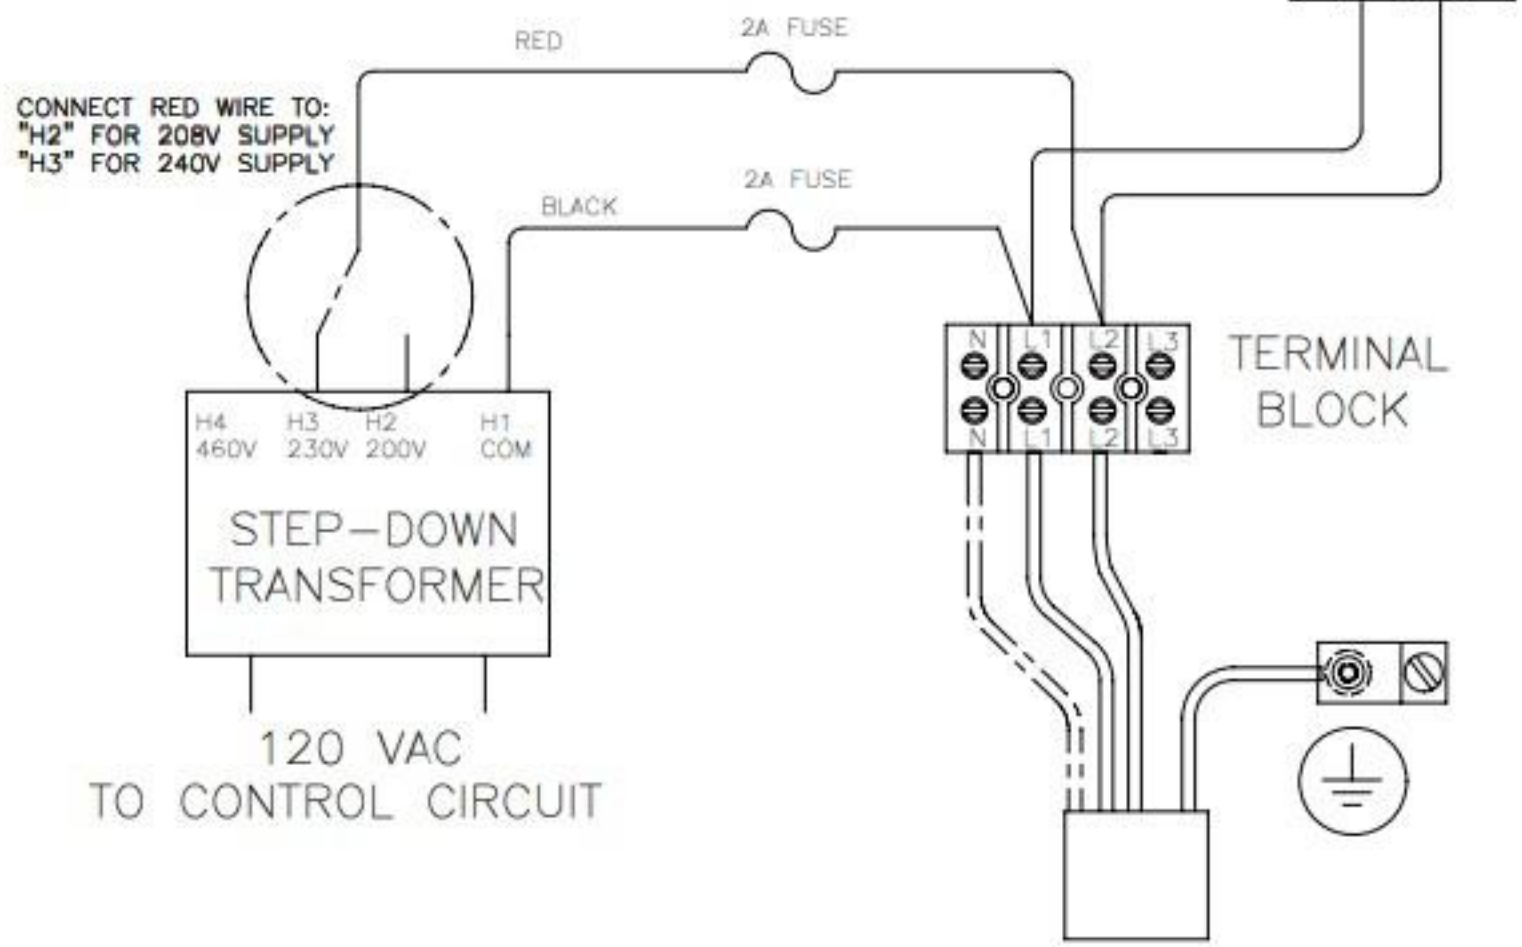 RED
2A FUSE
CONNECT RED WIRE TO:
"H2" FOR 208V SUPPLY
"H3" FOR 240V SUPPLY
BLACK
2A FUSE
N L1 L2 L3
N L1 L2 L3
TERMINAL
BLOCK
H4 H3 H2 H1
460V 230V 200V COM
STEP-DOWN
TRANSFORMER
120 VAC
TO CONTROL CIRCUIT